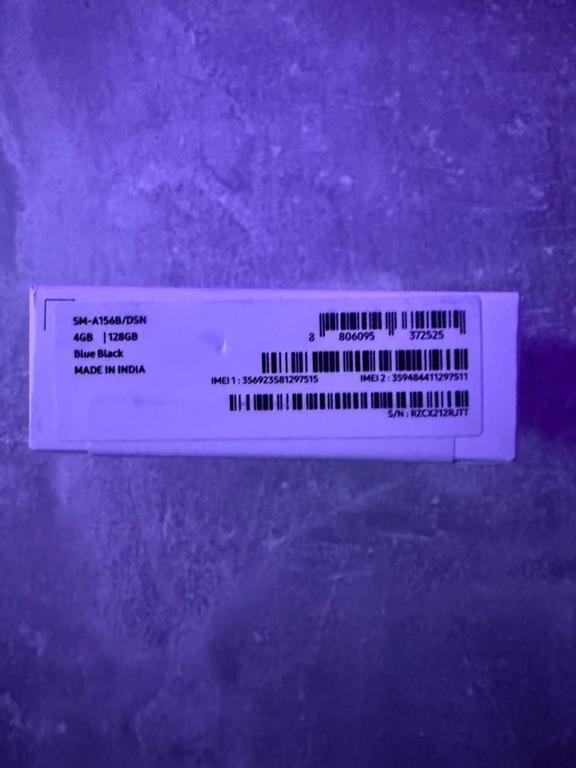 SM-A156B/DSN
4GB | 128GB
Blue Black
MADE IN INDIA
8 806095 372525
IMEI 1 : 356923581297515 IMEI 2 : 359484411297511
S/N : RZCX212RJTT